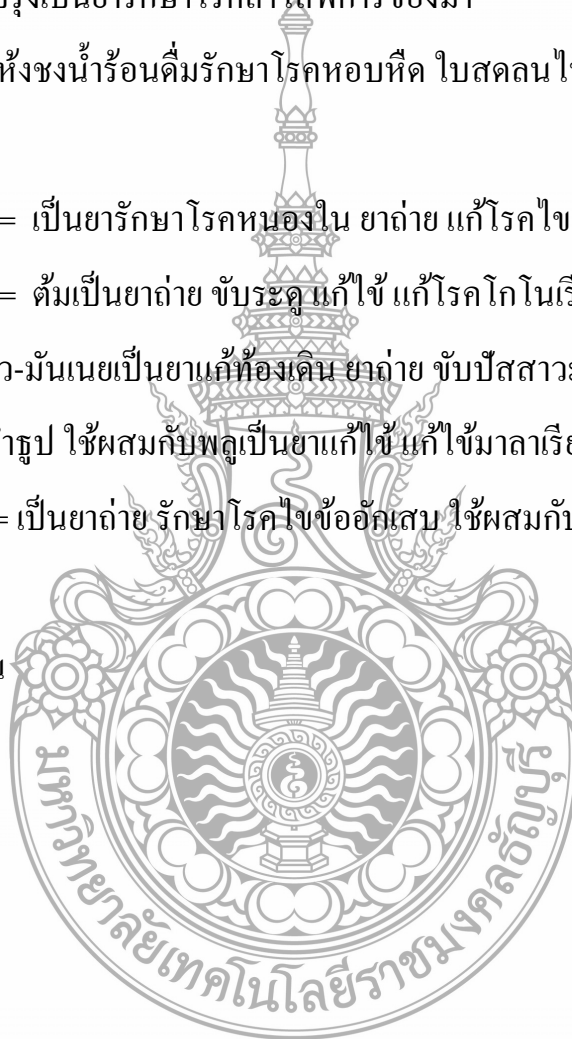 เป็นยารักษาโรคลำไส้พิการของม้า
ห้งชงน้ำร้อนดื่มรักษาโรคหอบหืด ใบสดลนไ
= เป็นยารักษาโรคหนองใน ยาถ่าย แก้โรคไข
= ต้มเป็นยาถ่าย ขับระดู แก้ไข้ แก้โรคโกโนเรี
ว-มันเนยเป็นยาแก้ท้องเดิน ยาถ่าย ขับปัสสาว
ำธูป ใช้ผสมกับพลูเป็นยาแก้ไข้ แก้ไข้มาลาเรีย
= เป็นยาถ่าย รักษาโรคไขข้ออักเสบ ใช้ผสมกับ
น
มหาวิทยาลัยเทคโนโลยีราชมงคลธัญบุรี